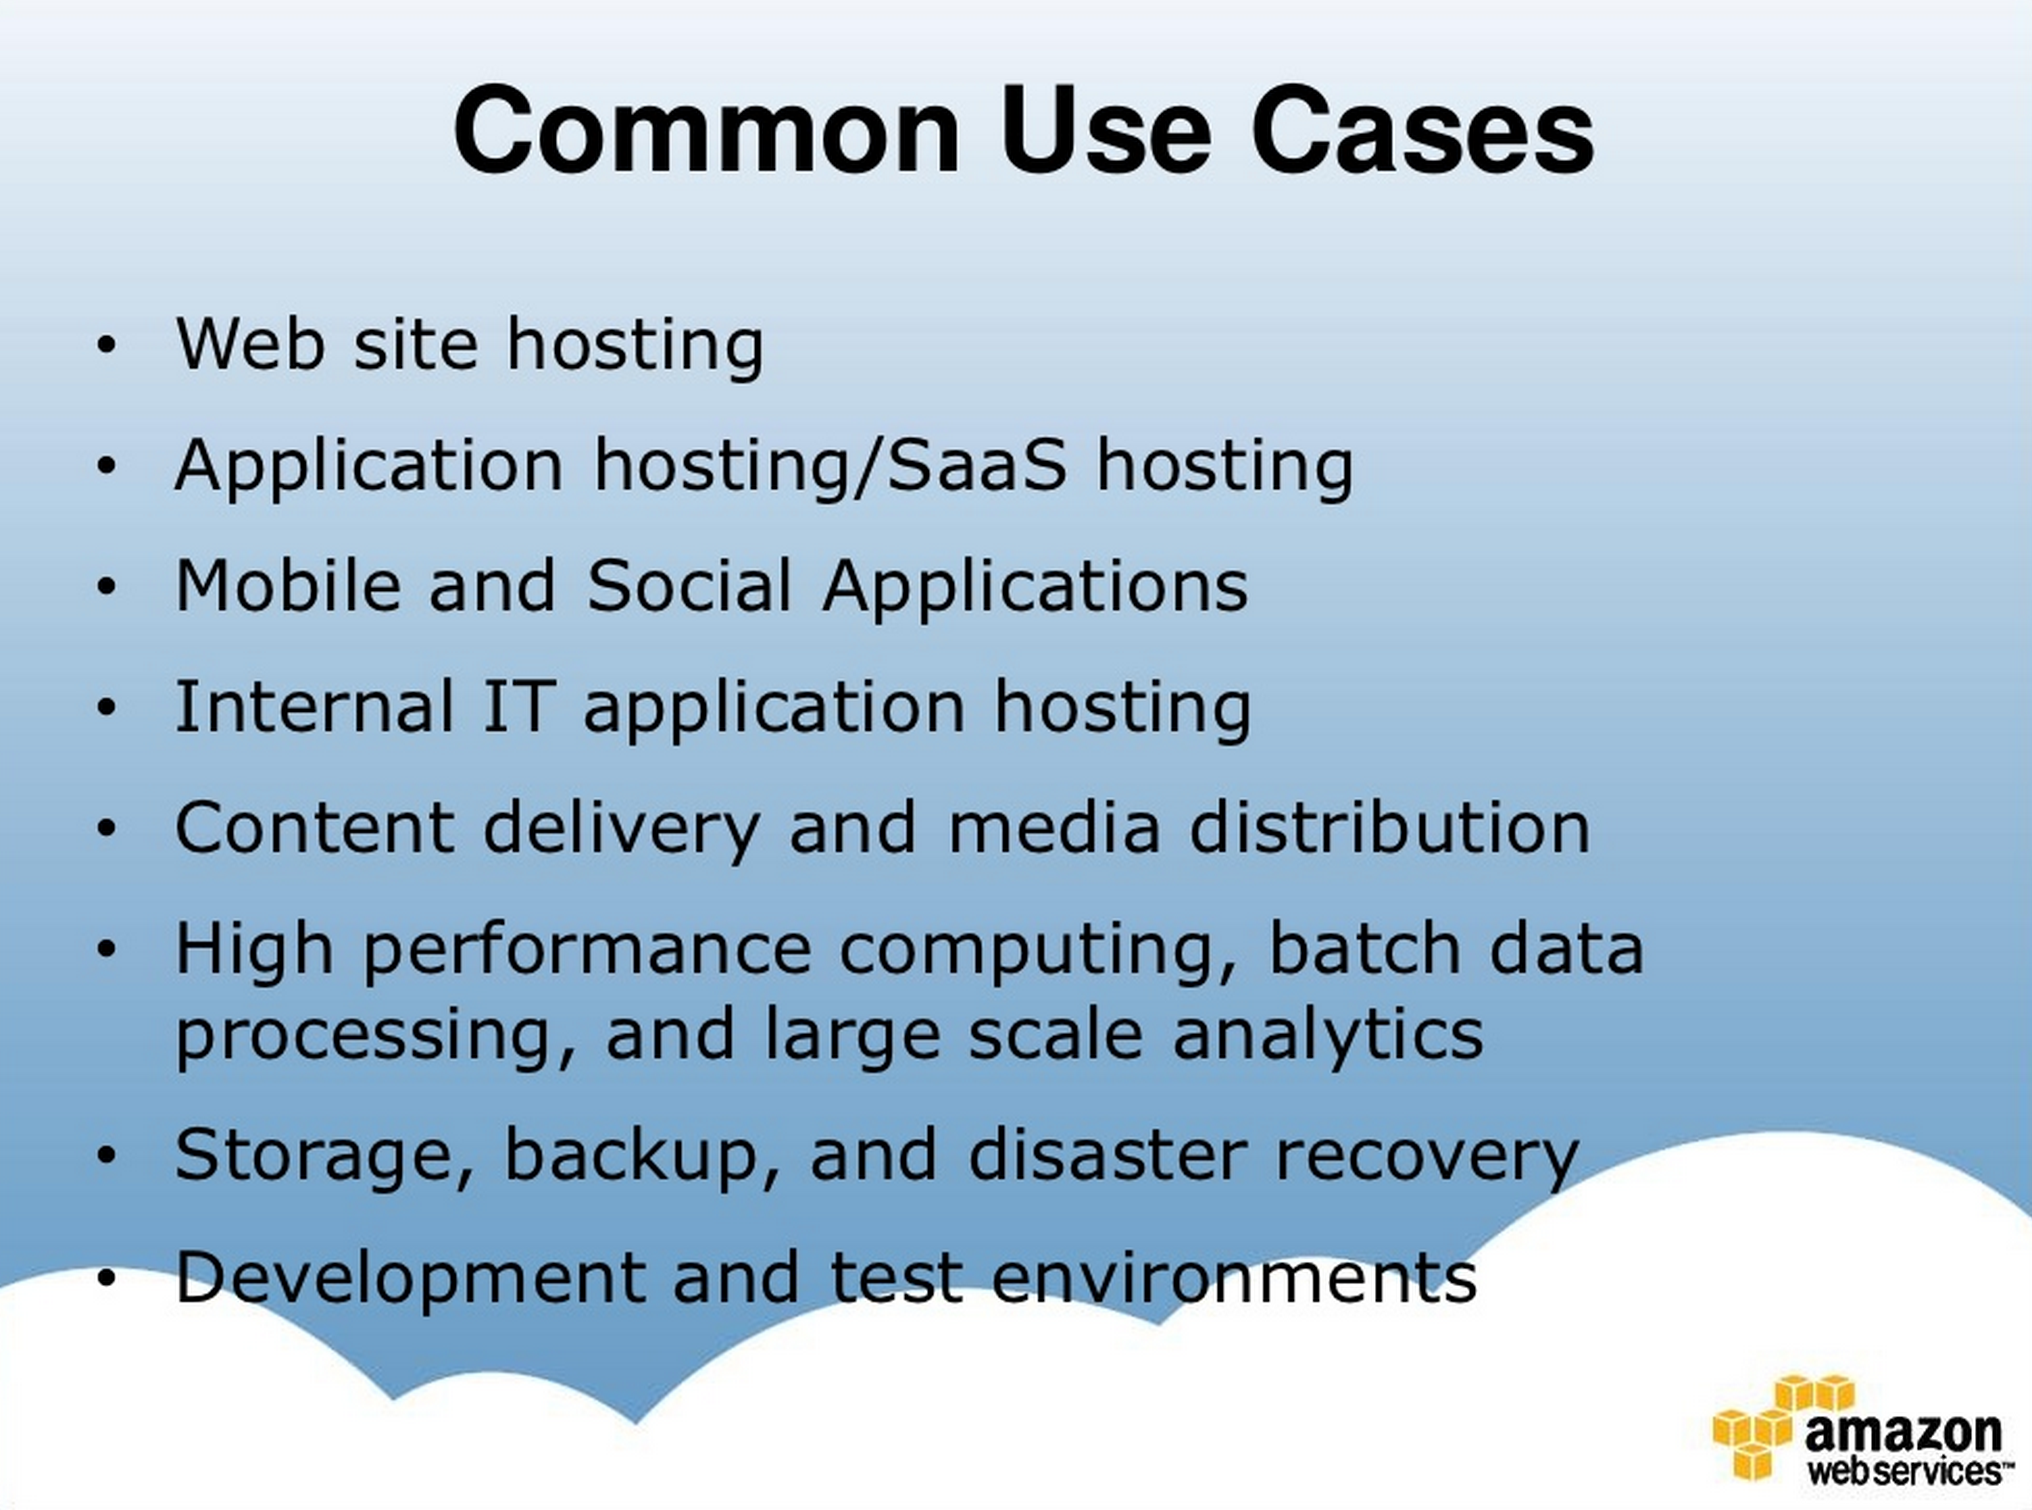 Common Use Cases
• Web site hosting
• Application hosting/SaaS hosting
• Mobile and Social Applications
• Internal IT application hosting
• Content delivery and media distribution
• High performance computing, batch data
processing, and large scale analytics
• Storage, backup, and disaster recovery
• Development and test environments
amazon
webservices™